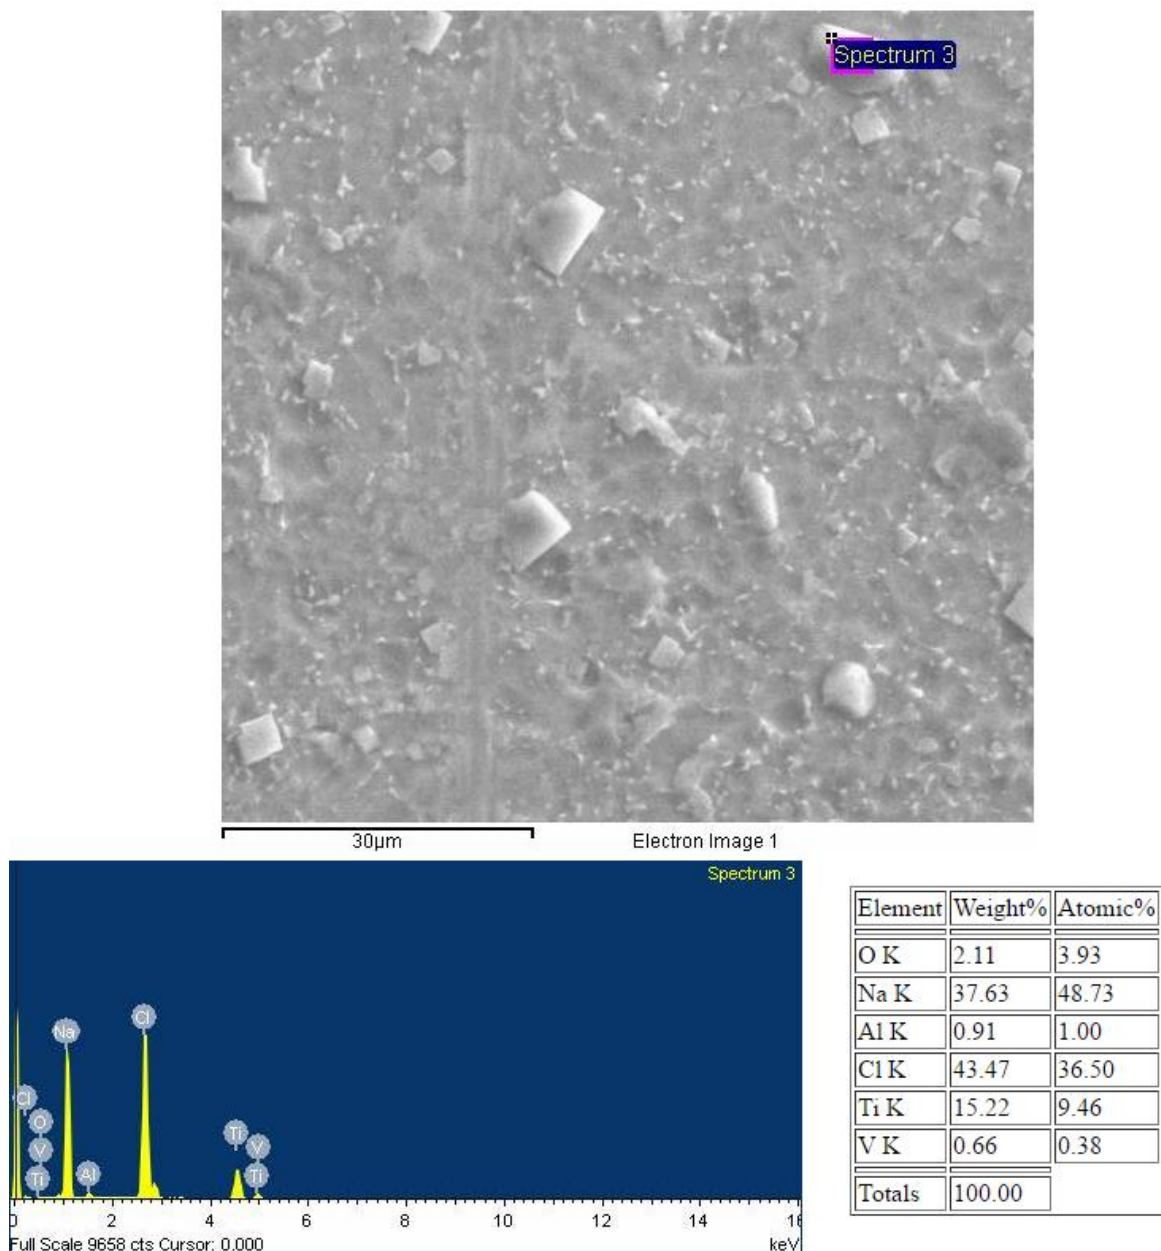 Spectrum 3
30µm
Electron Image 1
Spectrum 3
Na
Cl
Cl
O
V
Ti
Al
Ti
V
Ti
0 2 4 6 8 10 12 14 16
Full Scale 9658 cts Cursor: 0.000
keV
Element Weight% Atomic%
O K 2.11 3.93
Na K 37.63 48.73
Al K 0.91 1.00
Cl K 43.47 36.50
Ti K 15.22 9.46
V K 0.66 0.38
Totals 100.00